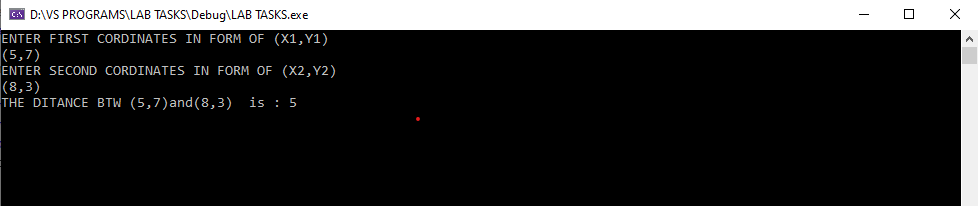 D:\VS PROGRAMS\LAB TASKS\Debug\LAB TASKS.exe
ENTER FIRST CORDINATES IN FORM OF (X1,Y1)
(5,7)
ENTER SECOND CORDINATES IN FORM OF (X2,Y2)
(8,3)
THE DITANCE BTW (5,7)and(8,3)  is : 5